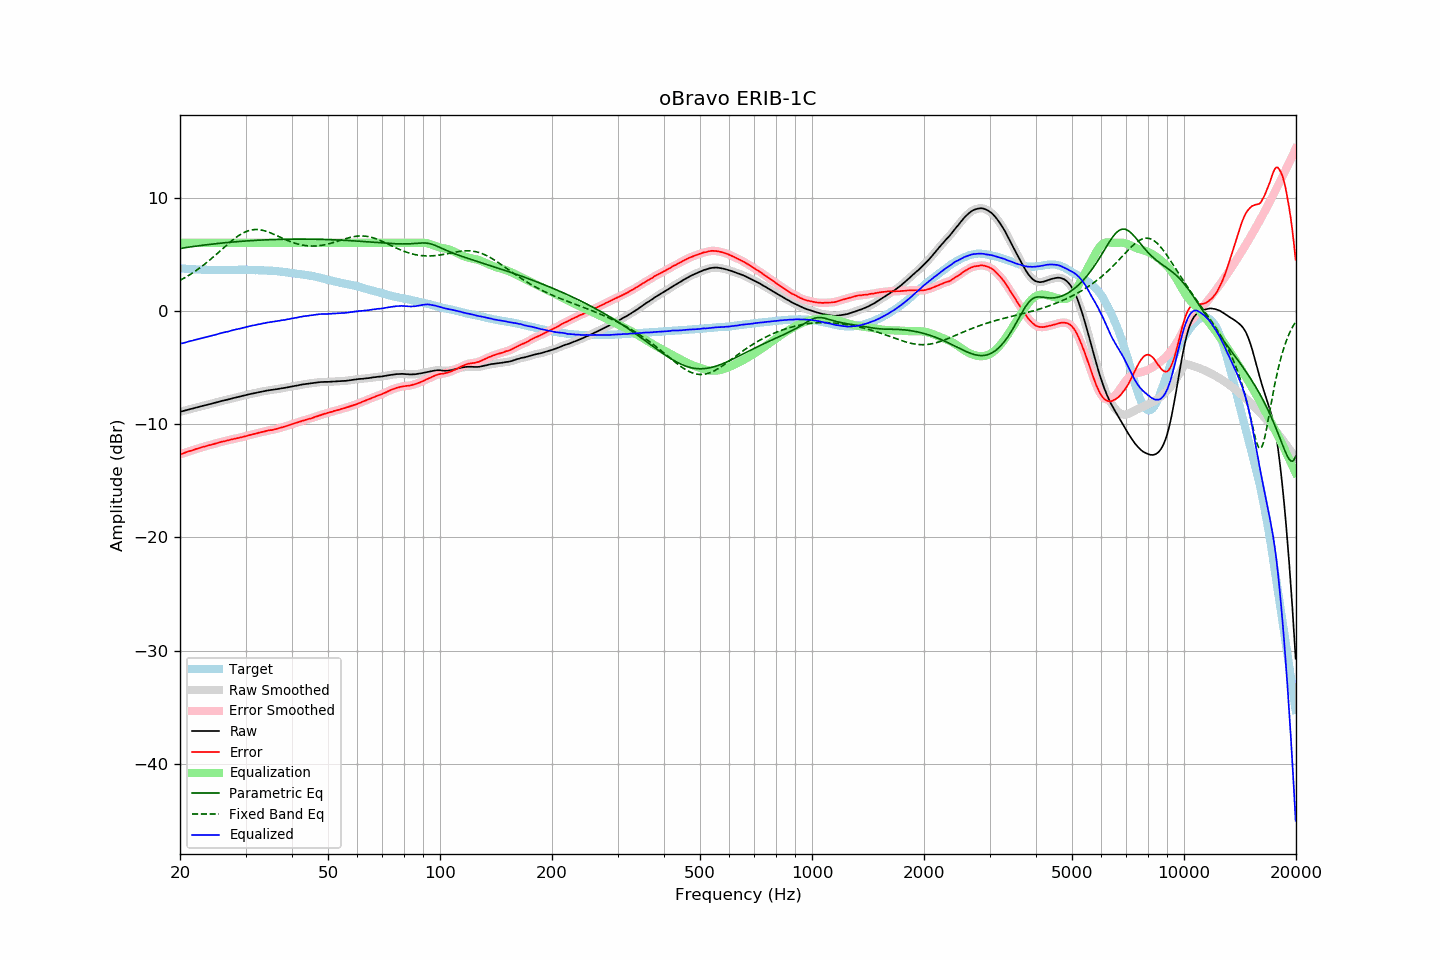 oBravo ERIB-1C
Amplitude (dBr)
10
0
−10
−20
−30
−40
Target
Raw Smoothed
Error Smoothed
Raw
Error
Equalization
Parametric Eq
Fixed Band Eq
Equalized
20 50 100 200 500 1000 2000 5000 10000 20000
Frequency (Hz)